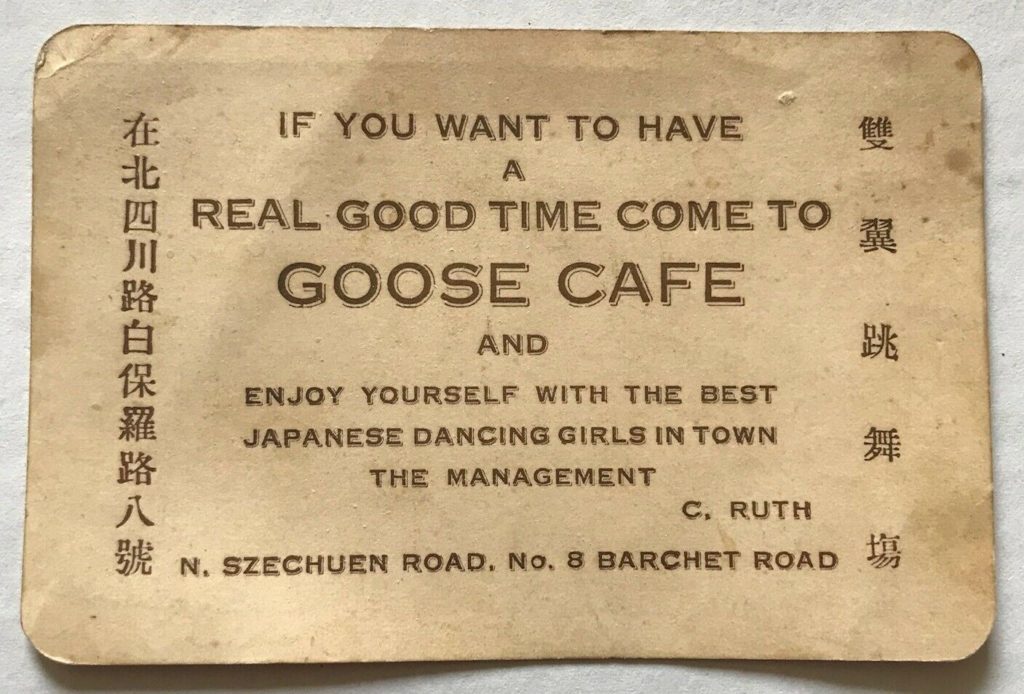 雙翼跳舞塲
IF YOU WANT TO HAVE
A
REAL GOOD TIME COME TO
GOOSE CAFE
AND
ENJOY YOURSELF WITH THE BEST
JAPANESE DANCING GIRLS IN TOWN
THE MANAGEMENT
C. RUTH
N. SZECHUEN ROAD. No. 8 BARCHET ROAD
在北四川路白保羅路八號